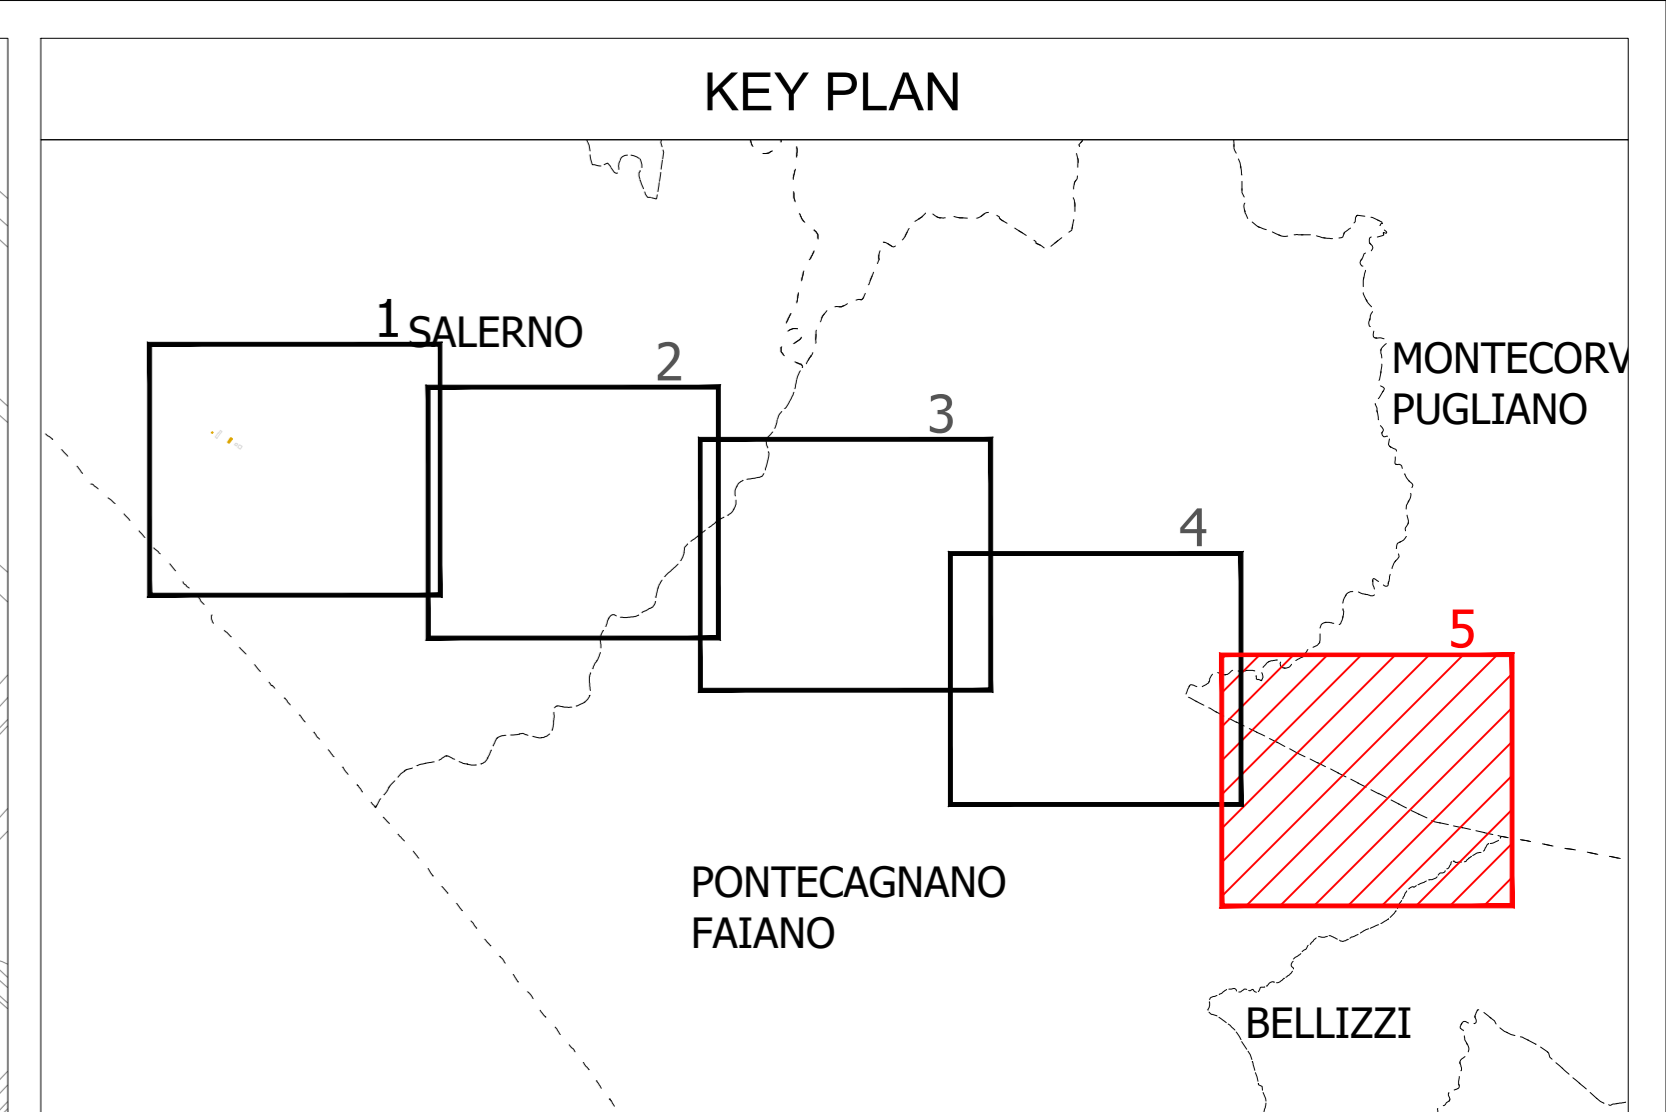 KEY PLAN
1
SALERNO
2
MONTECORV
PUGLIANO
3
4
5
PONTECAGNANO
FAIANO
BELLIZZI